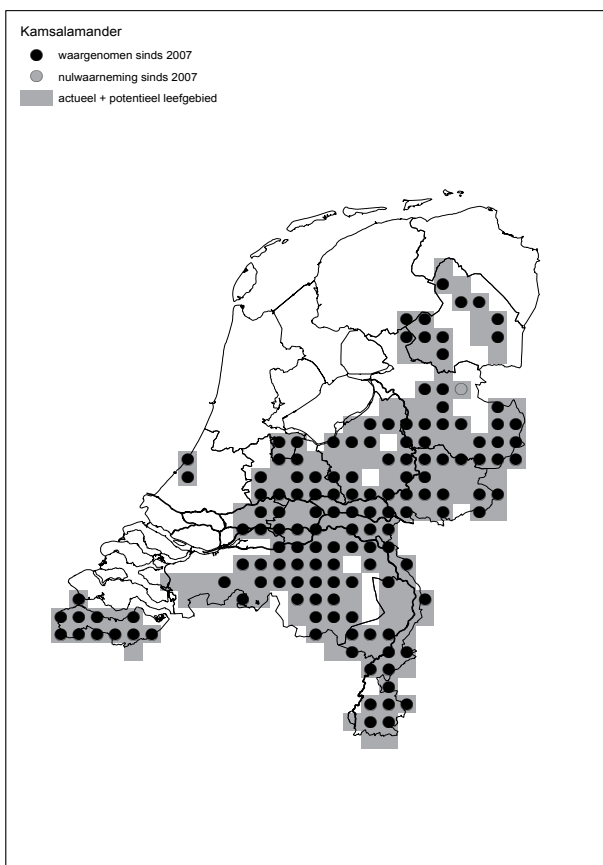 Kamsalamander
waargenomen sinds 2007
nulwaarneming sinds 2007
actueel + potentieel leefgebied